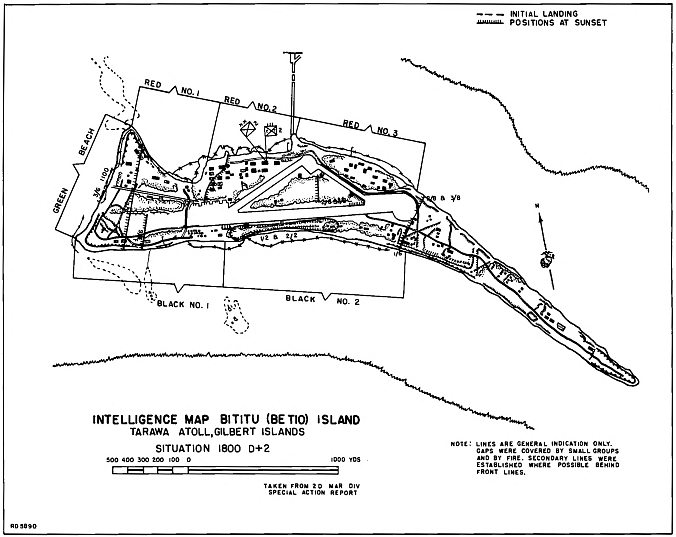 INITIAL LANDING
POSITIONS AT SUNSET
RED NO. 1
RED NO. 2
RED NO. 3
GREEN BEACH
3/6 1100
2
2/8 & 3/8
N
1/2 & 2/2
1/6
BLACK NO. 1
BLACK NO. 2
INTELLIGENCE MAP BITITU (BETIO) ISLAND
TARAWA ATOLL, GILBERT ISLANDS
SITUATION 1800 D+2
500 400 300 200 100 0 1000 YDS
TAKEN FROM 2D MAR DIV
SPECIAL ACTION REPORT
NOTE: LINES ARE GENERAL INDICATION ONLY.
GAPS WERE COVERED BY SMALL GROUPS
AND BY FIRE. SECONDARY LINES WERE
ESTABLISHED WHERE POSSIBLE BEHIND
FRONT LINES.
RD 5890